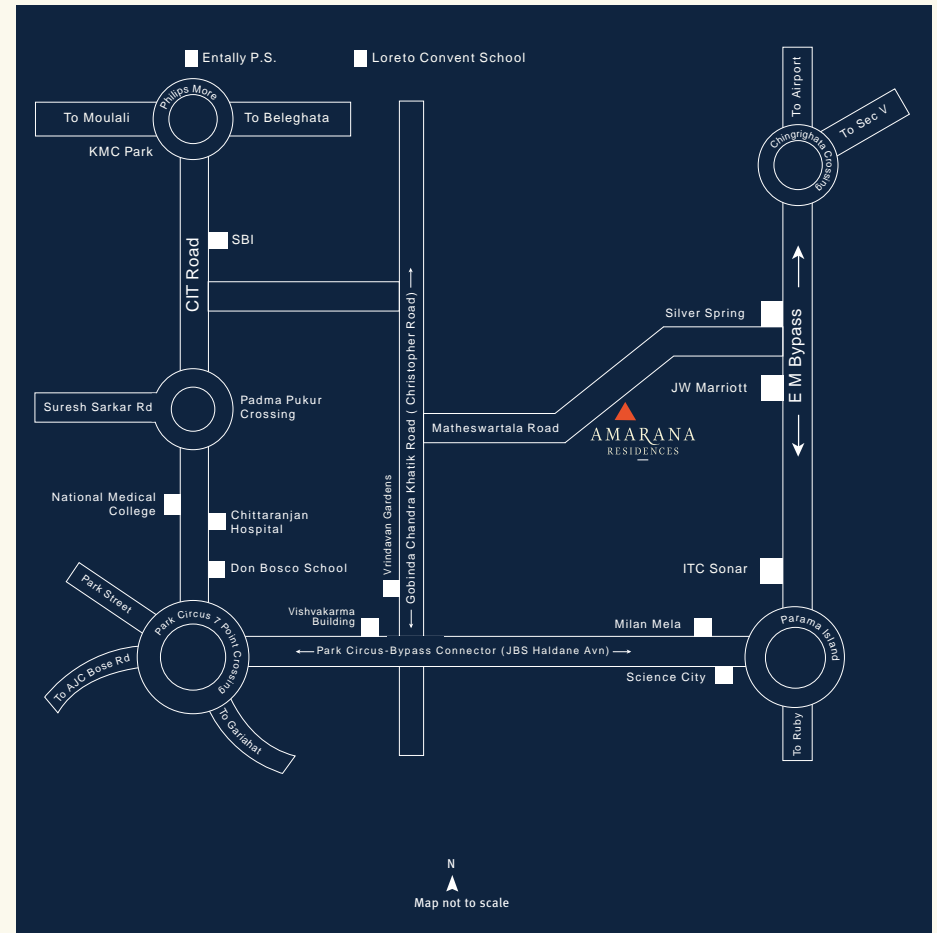 Entally P.S.
Loreto Convent School
To Airport
To Sec V
Philips More
To Moulali
To Beleghata
Chingrighata Crossing
KMC Park
SBI
CIT Road
Silver Spring
E M Bypass
JW Marriott
Gobinda Chandra Khatik Road ( Christopher Road)
Suresh Sarkar Rd
Padma Pukur
Crossing
Matheswartala Road
AMARANA
RESIDENCES
National Medical
College
Chittaranjan
Hospital
Vrindavan Gardens
Don Bosco School
ITC Sonar
Park Street
Park Circus 7 Point Crossing
Vishvakarma
Building
Milan Mela
Parama Island
Park Circus-Bypass Connector (JBS Haldane Avn)
To AJC Bose Rd
Science City
To Gariahat
To Ruby
N
Map not to scale